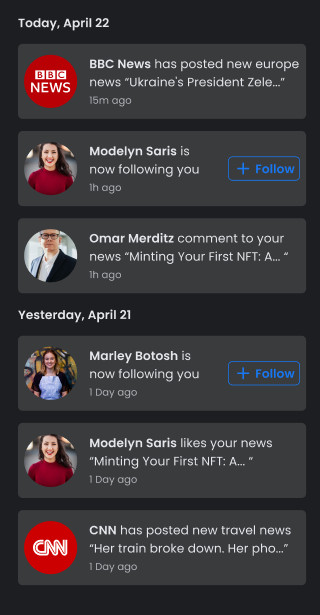 Today, April 22
BBC
NEWS
BBC News has posted new europe
news “Ukraine's President Zele...“
15m ago
Modelyn Saris is
now following you
+ Follow
1h ago
Omar Merditz comment to your
news “Minting Your First NFT: A... “
1h ago
Yesterday, April 21
Marley Botosh is
now following you
+ Follow
1 Day ago
Modelyn Saris likes your news
“Minting Your First NFT: A... “
1 Day ago
CNN
CNN has posted new travel news
“Her train broke down. Her pho...”
1 Day ago